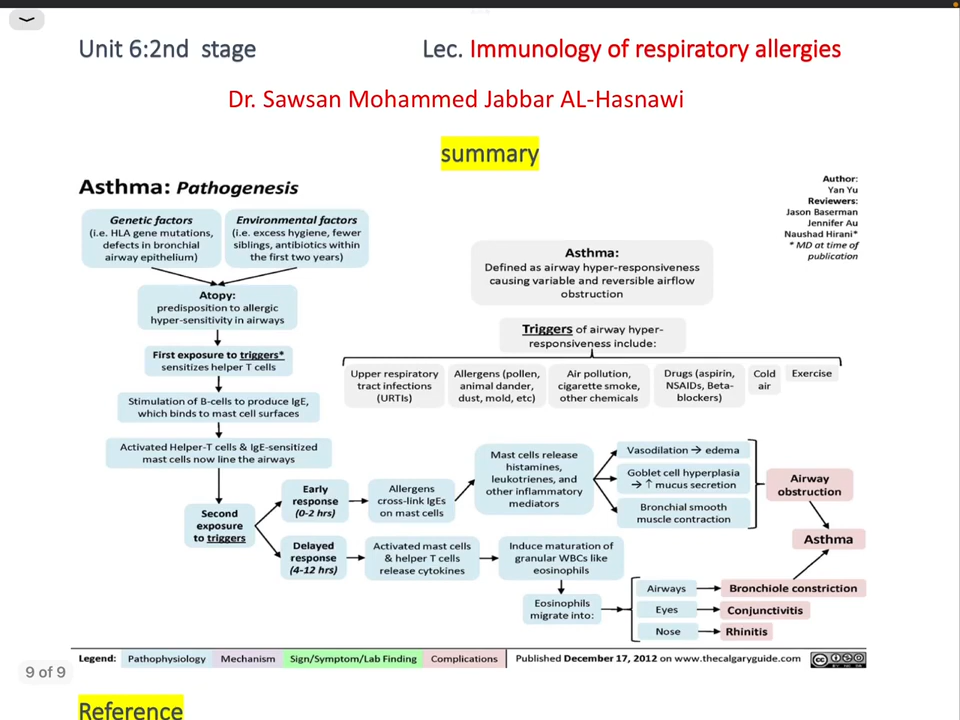 Unit 6:2nd stage Lec. Immunology of respiratory allergies
Dr. Sawsan Mohammed Jabbar AL-Hasnawi
summary
Asthma: Pathogenesis
Author:
Yan Yu
Reviewers:
Jason Baserman
Jennifer Au
Naushad Hirani*
* MD at time of
publication
Genetic factors
(i.e. HLA gene mutations,
defects in bronchial
airway epithelium)
Environmental factors
(i.e. excess hygiene, fewer
siblings, antibiotics within
the first two years)
Atopy:
predisposition to allergic
hyper-sensitivity in airways
First exposure to triggers*
sensitizes helper T cells
Stimulation of B-cells to produce IgE,
which binds to mast cell surfaces
Activated Helper-T cells & IgE-sensitized
mast cells now line the airways
Asthma:
Defined as airway hyper-responsiveness
causing variable and reversible airflow
obstruction
Triggers of airway hyper-
responsiveness include:
Upper respiratory
tract infections
(URTIs)
Allergens (pollen,
animal dander,
dust, mold, etc)
Air pollution,
cigarette smoke,
other chemicals
Drugs (aspirin,
NSAIDs, Beta-
blockers)
Cold
air
Exercise
Second
exposure
to triggers
Early
response
(0-2 hrs)
Allergens
cross-link IgEs
on mast cells
Mast cells release
histamines,
leukotrienes, and
other inflammatory
mediators
Vasodilation → edema
Goblet cell hyperplasia
→ ↑ mucus secretion
Bronchial smooth
muscle contraction
Airway
obstruction
Asthma
Delayed
response
(4-12 hrs)
Activated mast cells
& helper T cells
release cytokines
Induce maturation of
granular WBCs like
eosinophils
Eosinophils
migrate into:
Airways
Bronchiole constriction
Eyes
Conjunctivitis
Nose
Rhinitis
Legend: Pathophysiology Mechanism Sign/Symptom/Lab Finding Complications Published December 17, 2012 on www.thecalgaryguide.com
9 of 9
Reference